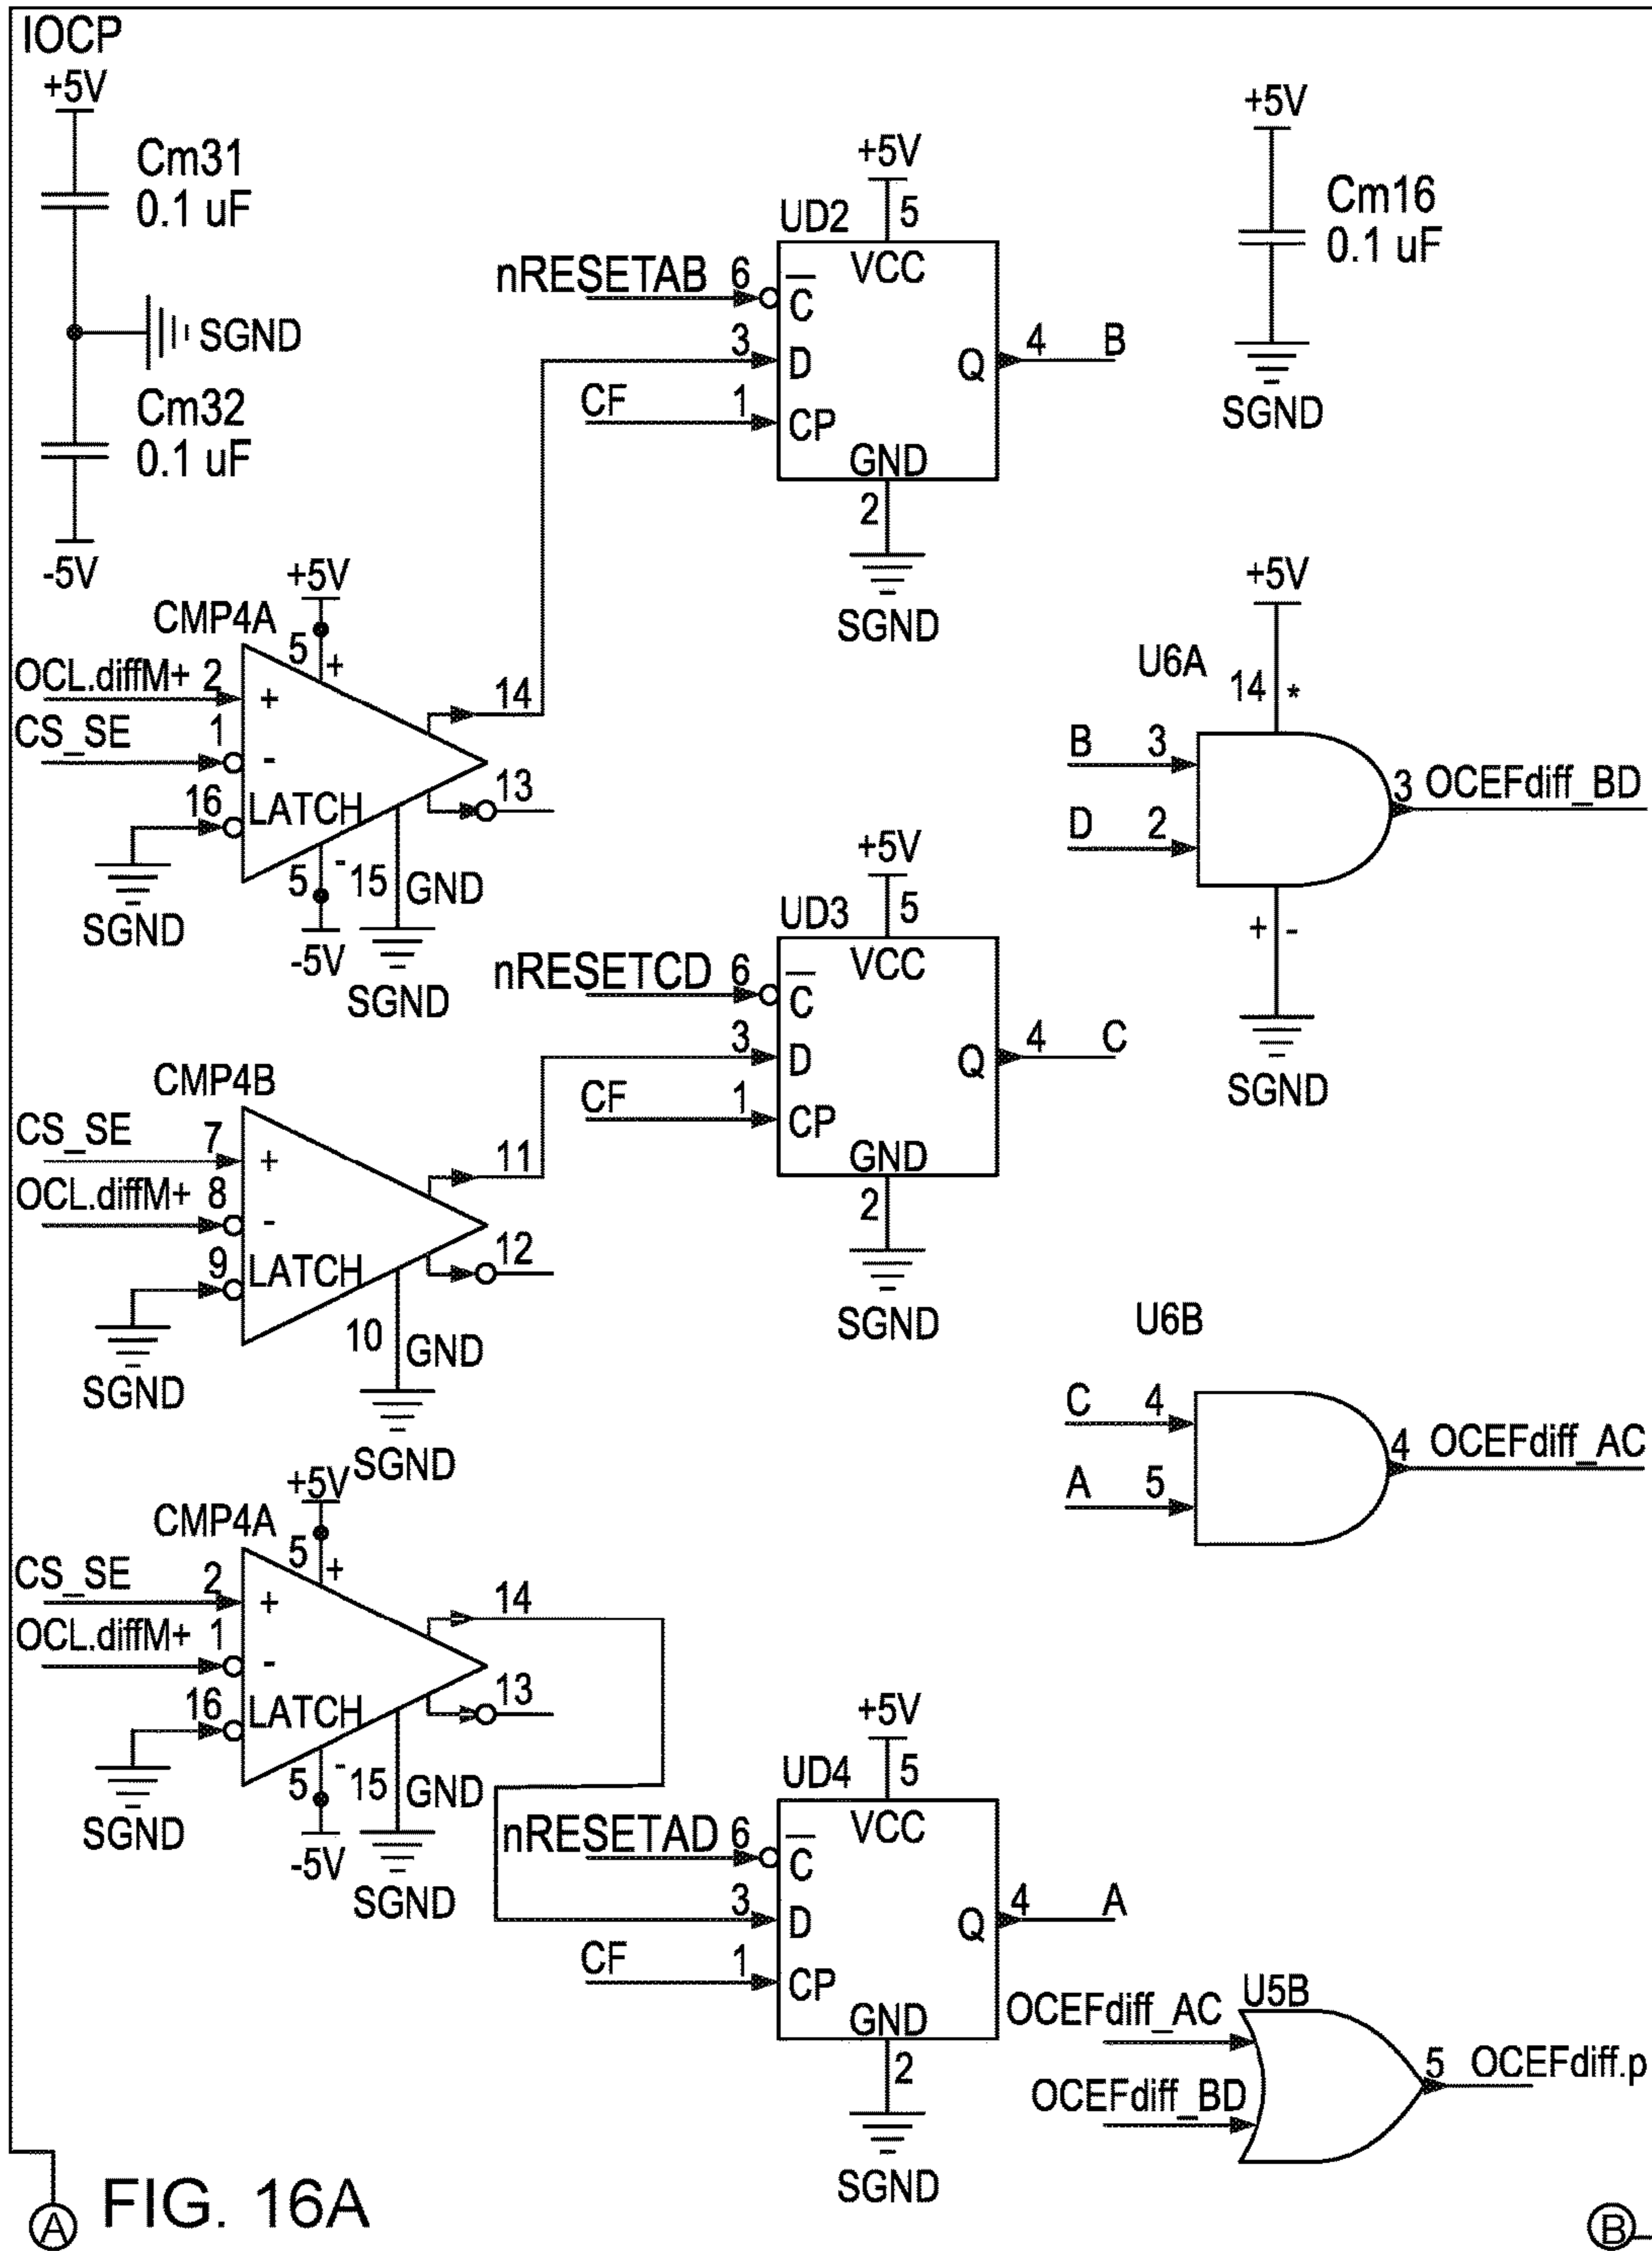 IOCP
+5V
Cm31
0.1 uF
SGND
Cm32
0.1 uF
-5V
+5V
Cm16
0.1 uF
SGND
+5V
UD2
5
VCC
nRESETAB 6
C
3
D
CF 1
CP
Q
4 B
GND
2
SGND
CMP4A
+5V
5
+
OCL.diffM+ 2
+
CS_SE 1
-
16
LATCH
SGND
14
13
5
-
-5V
15
GND
SGND
+5V
U6A
14 *
B 3
D 2
3 OCEFdiff_BD
+ -
SGND
+5V
UD3
5
VCC
nRESETCD 6
C
3
D
CF 1
CP
Q
4 C
GND
2
SGND
CMP4B
CS_SE 7
+
OCL.diffM+ 8
-
9
LATCH
SGND
11
12
10
GND
SGND
U6B
C 4
A 5
4 OCEFdiff_AC
CMP4A
+5V
5
+
CS_SE 2
+
OCL.diffM+ 1
-
16
LATCH
SGND
14
13
5
-
-5V
15
GND
SGND
+5V
UD4
5
VCC
nRESETAD 6
C
3
D
CF 1
CP
Q
4 A
GND
2
SGND
U5B
OCEFdiff_AC
OCEFdiff_BD
5 OCEFdiff.p
A
FIG. 16A
B